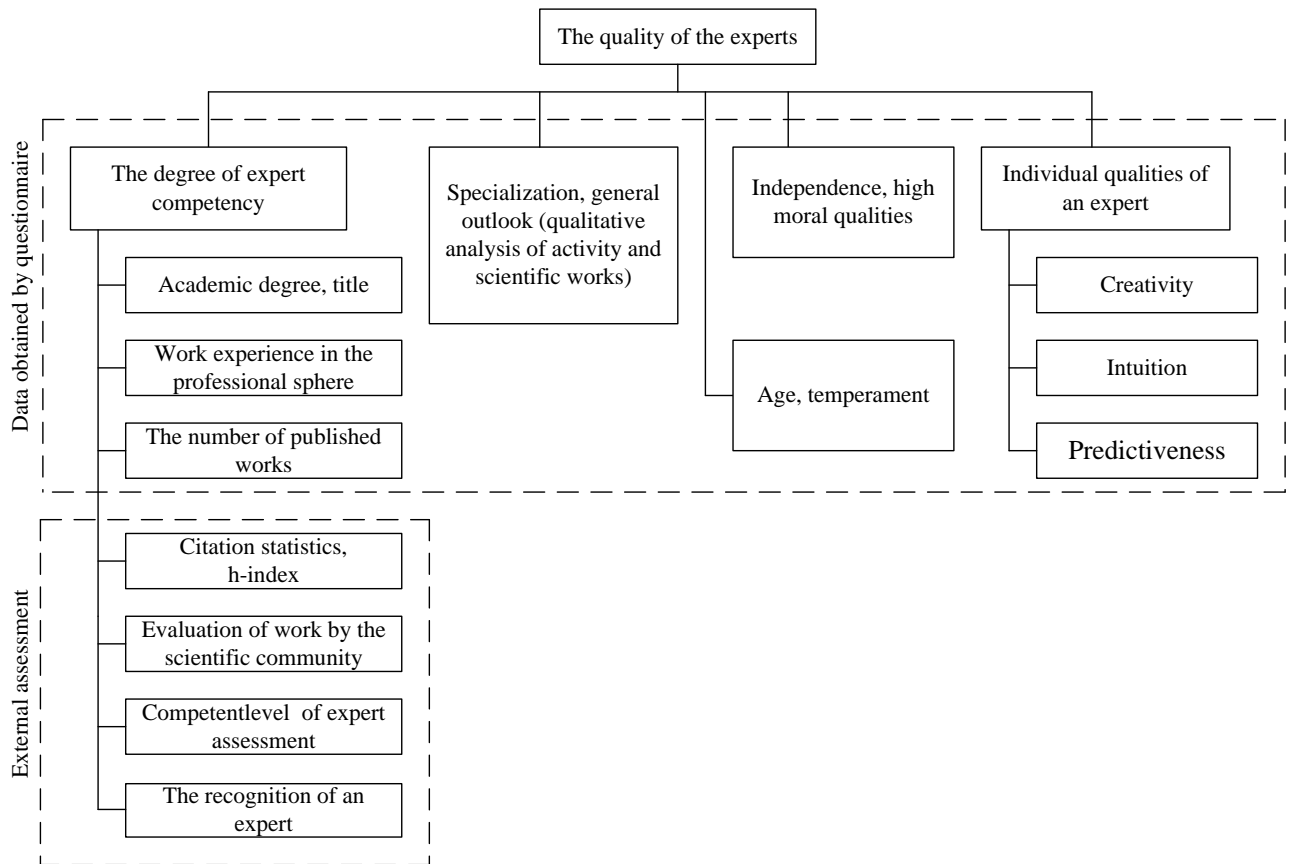 The quality of the experts
Data obtained by questionnaire
The degree of expert
competency
Academic degree, title
Work experience in the
professional sphere
The number of published
works
Specialization, general
outlook (qualitative
analysis of activity and
scientific works)
Independence, high
moral qualities
Age, temperament
Individual qualities of
an expert
Creativity
Intuition
Predictiveness
External assessment
Citation statistics,
h-index
Evaluation of work by the
scientific community
Competentlevel  of expert
assessment
The recognition of an
expert